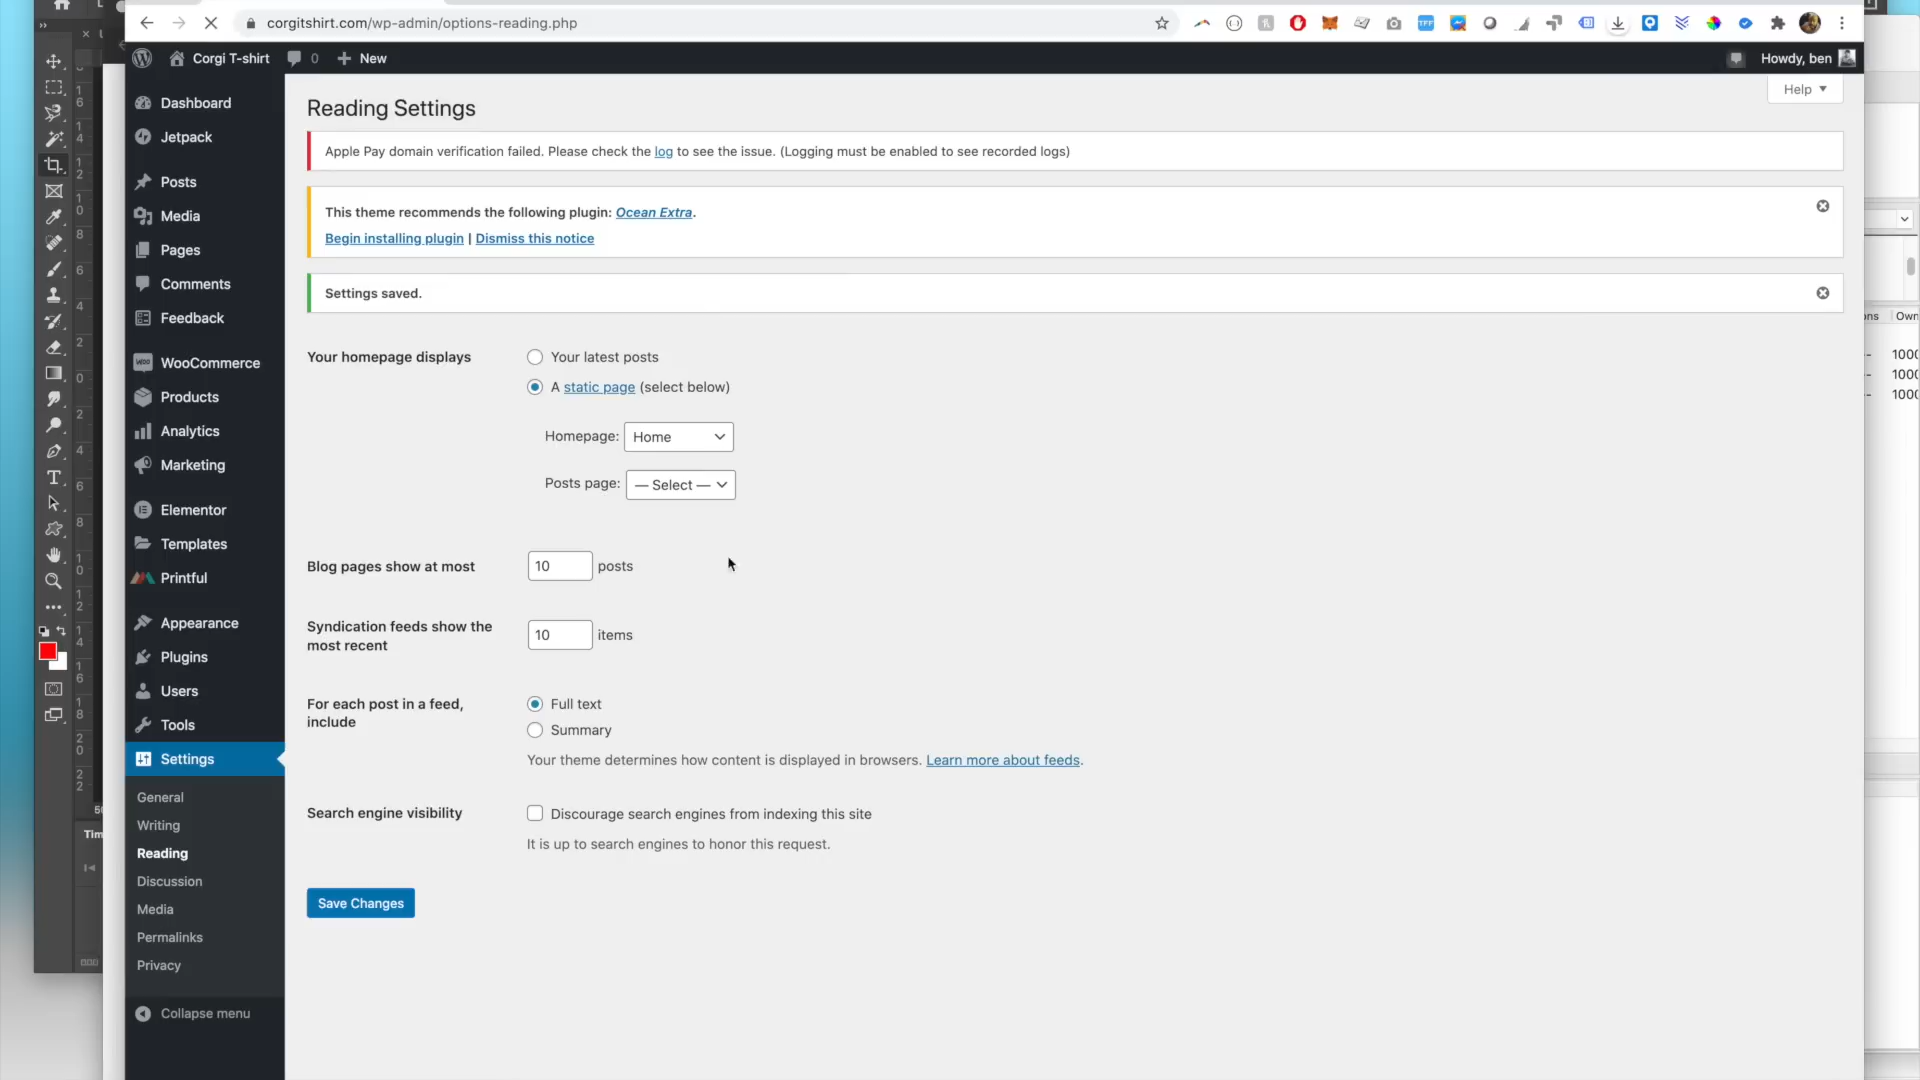 corgitshirt.com/wp-admin/options-reading.php
Corgi T-shirt
0
New
Howdy, ben
Help
Dashboard
Jetpack
Posts
Media
Pages
Comments
Feedback
WooCommerce
Products
Analytics
Marketing
Elementor
Templates
Printful
Appearance
Plugins
Users
Tools
Settings
General
Writing
Reading
Discussion
Media
Permalinks
Privacy
Collapse menu
Reading Settings
Apple Pay domain verification failed. Please check the log to see the issue. (Logging must be enabled to see recorded logs)
This theme recommends the following plugin: Ocean Extra.
Begin installing plugin | Dismiss this notice
Settings saved.
Your homepage displays
Your latest posts
A static page (select below)
Homepage: Home
Posts page: — Select —
Blog pages show at most
10 posts
Syndication feeds show the
most recent
10 items
For each post in a feed,
include
Full text
Summary
Your theme determines how content is displayed in browsers. Learn more about feeds.
Search engine visibility
Discourage search engines from indexing this site
It is up to search engines to honor this request.
Save Changes